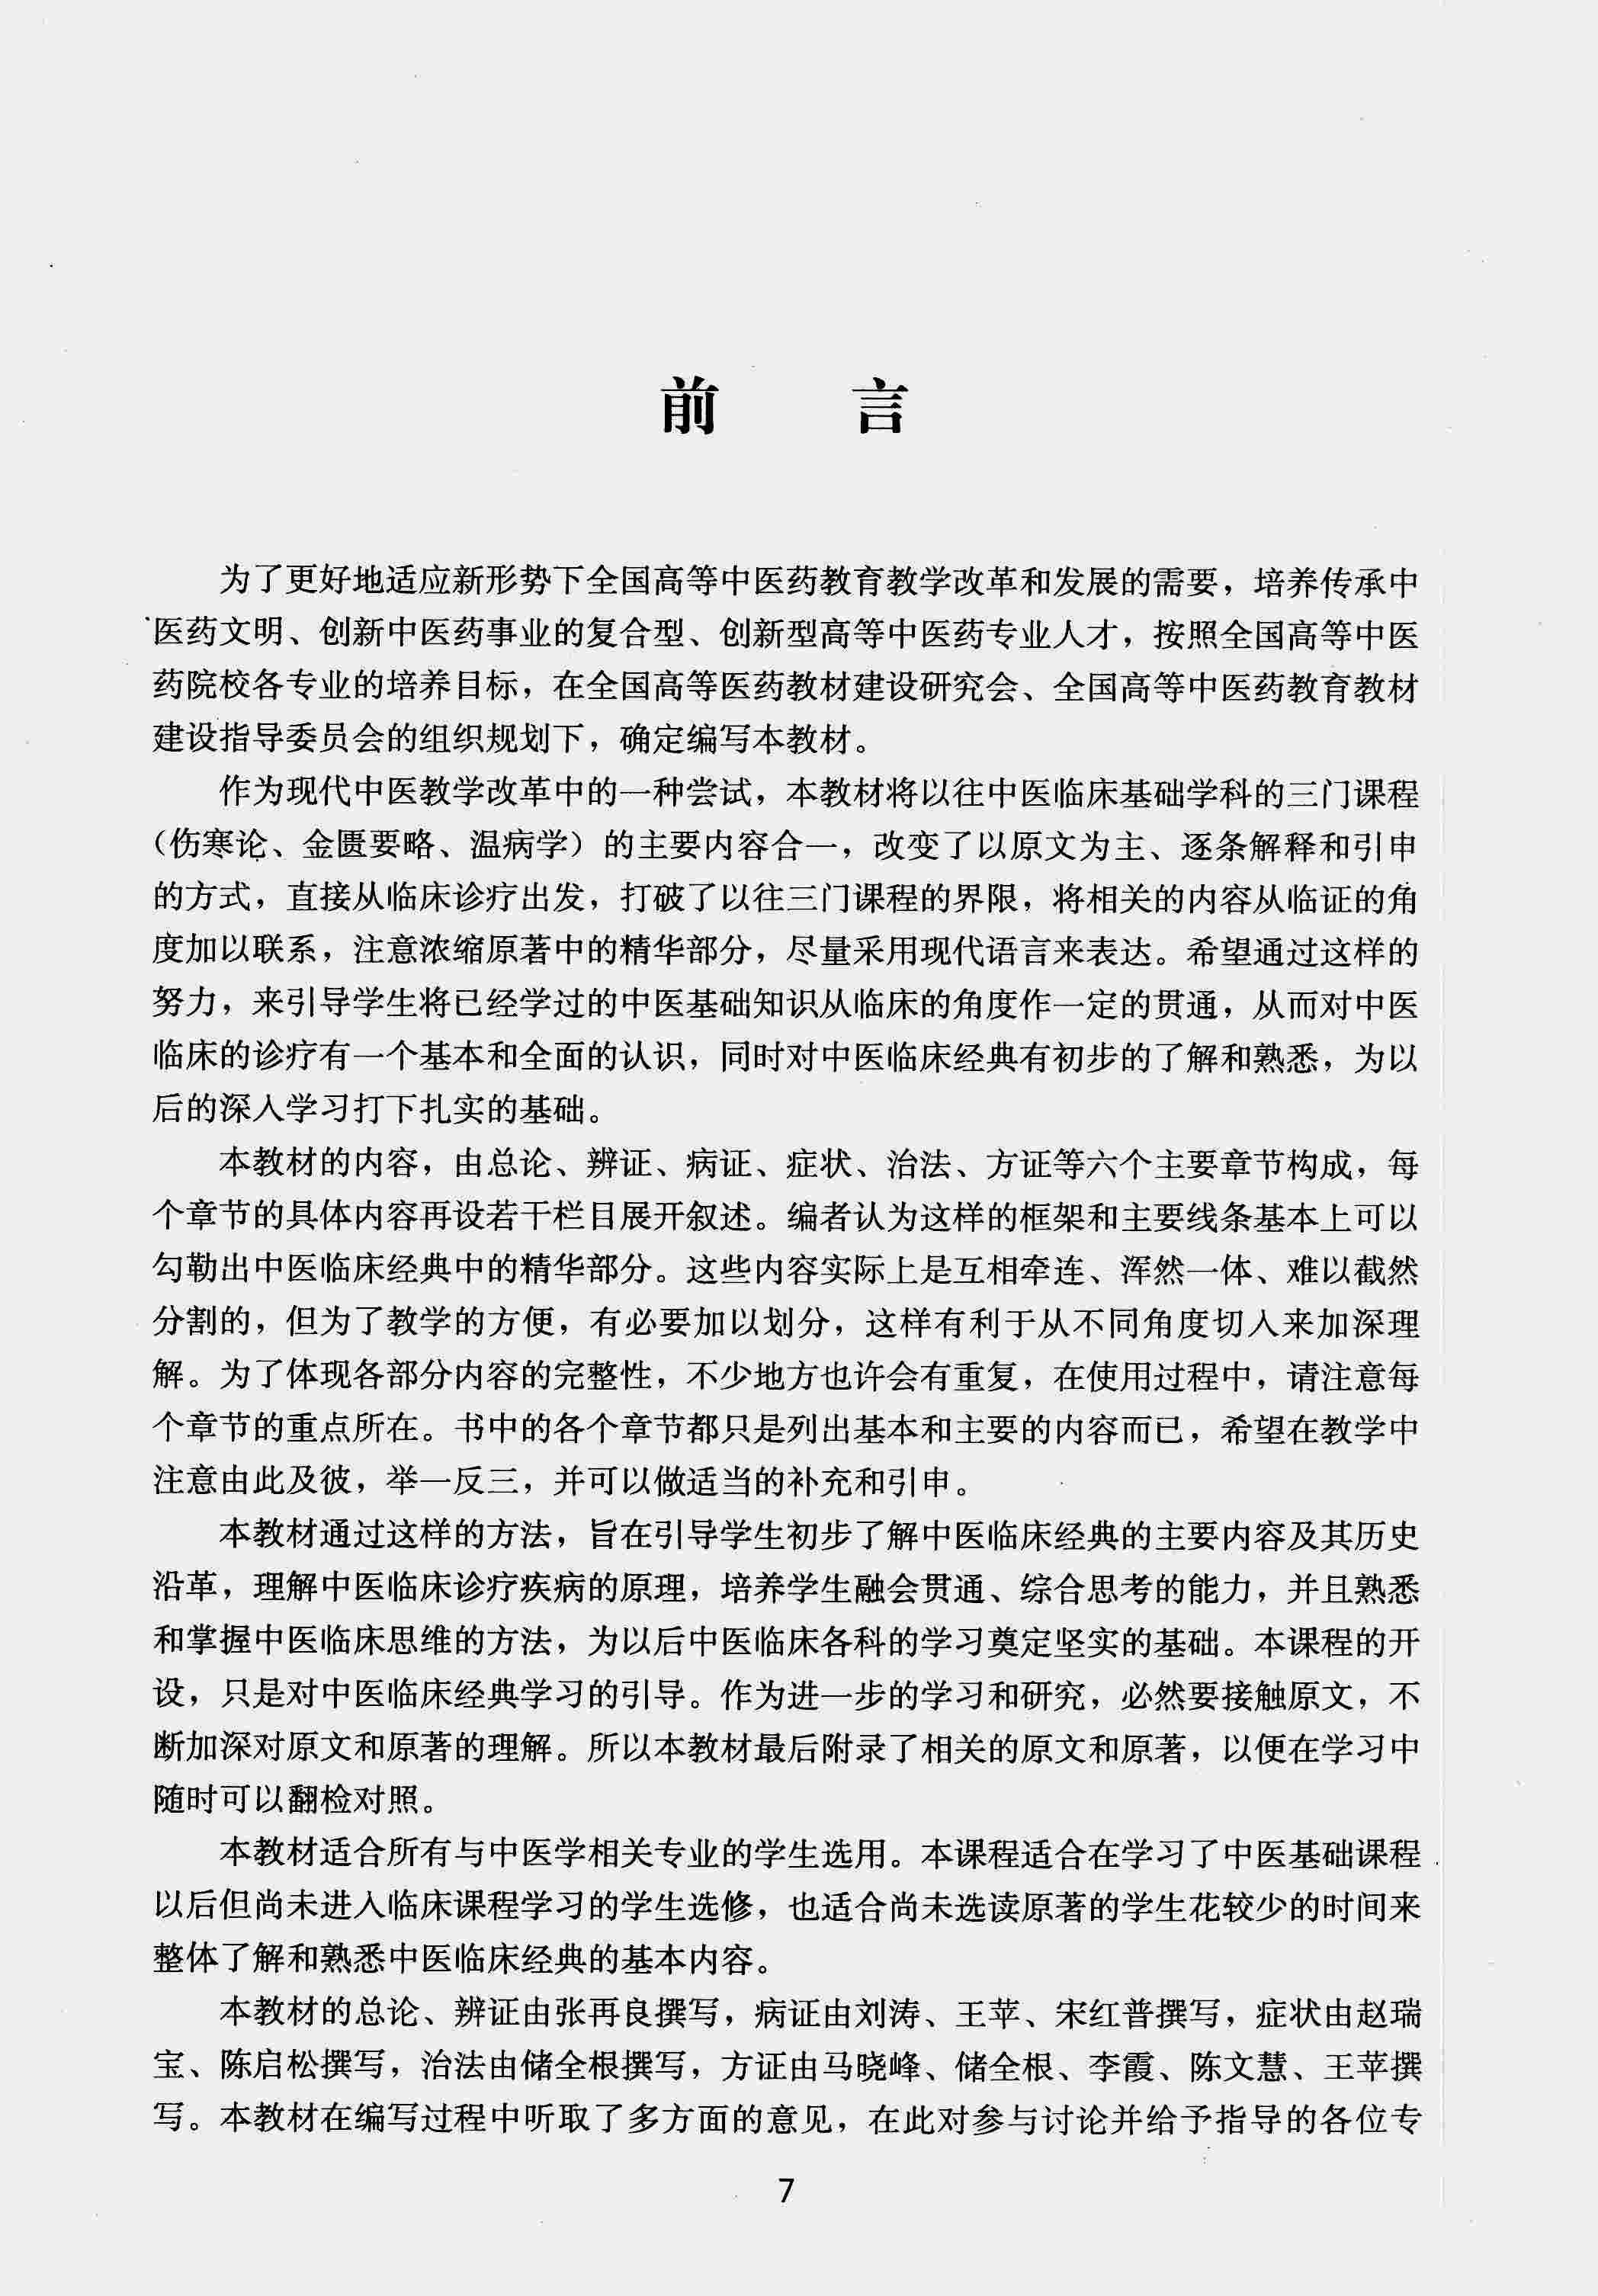 前言
为了更好地适应新形势下全国高等中医药教育教学改革和发展的需要，培养传承中
医药文明、创新中医药事业的复合型、创新型高等中医药专业人才，按照全国高等中医
药院校各专业的培养目标，在全国高等医药教材建设研究会、全国高等中医药教育教材
建设指导委员会的组织规划下，确定编写本教材。
作为现代中医教学改革中的一种尝试，本教材将以往中医临床基础学科的三门课程
（伤寒论、金匮要略、温病学）的主要内容合一，改变了以原文为主、逐条解释和引申
的方式，直接从临床诊疗出发，打破了以往三门课程的界限，将相关的内容从临证的角
度加以联系，注意浓缩原著中的精华部分，尽量采用现代语言来表达。希望通过这样的
努力，来引导学生将已经学过的中医基础知识从临床的角度作一定的贯通，从而对中医
临床的诊疗有一个基本和全面的认识，同时对中医临床经典有初步的了解和熟悉，为以
后的深入学习打下扎实的基础。
本教材的内容，由总论、辨证、病证、症状、治法、方证等六个主要章节构成，每
个章节的具体内容再设若干栏目展开叙述。编者认为这样的框架和主要线条基本上可以
勾勒出中医临床经典中的精华部分。这些内容实际上是互相牵连、浑然一体、难以截然
分割的，但为了教学的方便，有必要加以划分，这样有利于从不同角度切入来加深理
解。为了体现各部分内容的完整性，不少地方也许会有重复，在使用过程中，请注意每
个章节的重点所在。书中的各个章节都只是列出基本和主要的内容而已，希望在教学中
注意由此及彼，举一反三，并可以做适当的补充和引申。
本教材通过这样的方法，旨在引导学生初步了解中医临床经典的主要内容及其历史
沿革，理解中医临床诊疗疾病的原理，培养学生融会贯通、综合思考的能力，并且熟悉
和掌握中医临床思维的方法，为以后中医临床各科的学习奠定坚实的基础。本课程的开
设，只是对中医临床经典学习的引导。作为进一步的学习和研究，必然要接触原文，不
断加深对原文和原著的理解。所以本教材最后附录了相关的原文和原著，以便在学习中
随时可以翻检对照。
本教材适合所有与中医学相关专业的学生选用。本课程适合在学习了中医基础课程
以后但尚未进入临床课程学习的学生选修，也适合尚未选读原著的学生花较少的时间来
整体了解和熟悉中医临床经典的基本内容。
本教材的总论、辨证由张再良撰写，病证由刘涛、王苹、宋红普撰写，症状由赵瑞
宝、陈启松撰写，治法由储全根撰写，方证由马晓峰、储全根、李霞、陈文慧、王苹撰
写。本教材在编写过程中听取了多方面的意见，在此对参与讨论并给予指导的各位专
7